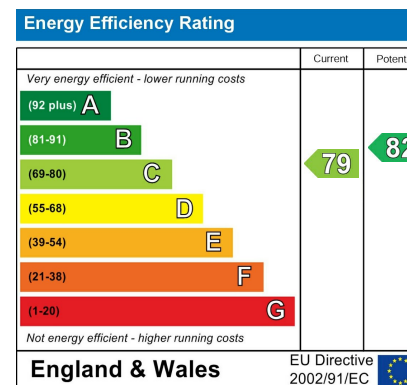 Energy Efficiency Rating
Current Potent
Very energy efficient - lower running costs
(92 plus) A
(81-91) B
(69-80) C
(55-68) D
(39-54) E
(21-38) F
(1-20) G
79
82
Not energy efficient - higher running costs
England & Wales
EU Directive
2002/91/EC